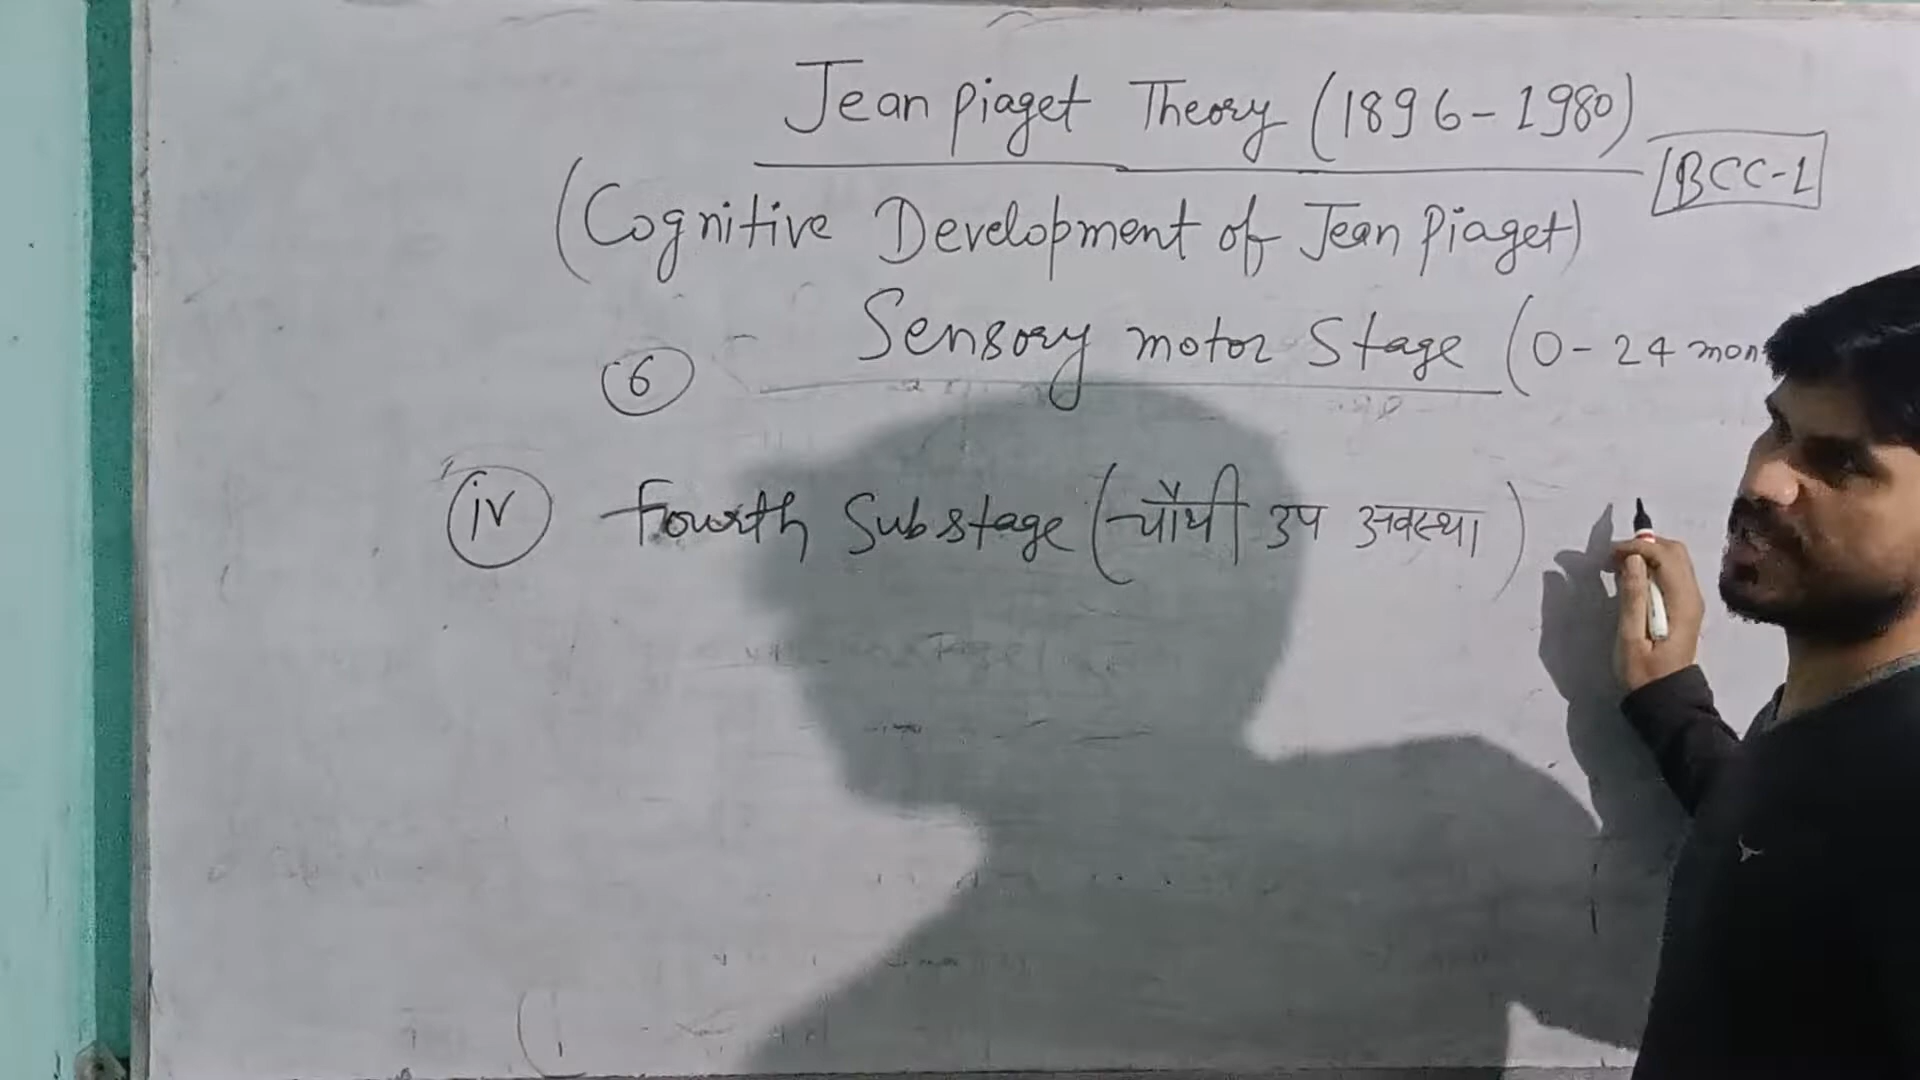 Jean Piaget Theory (1896-1980)
BCC-1
(Cognitive Development of Jean Piaget)
6 Sensory motor Stage (0-24 mon
iv Fourth Substage (चौथी उप अवस्था)